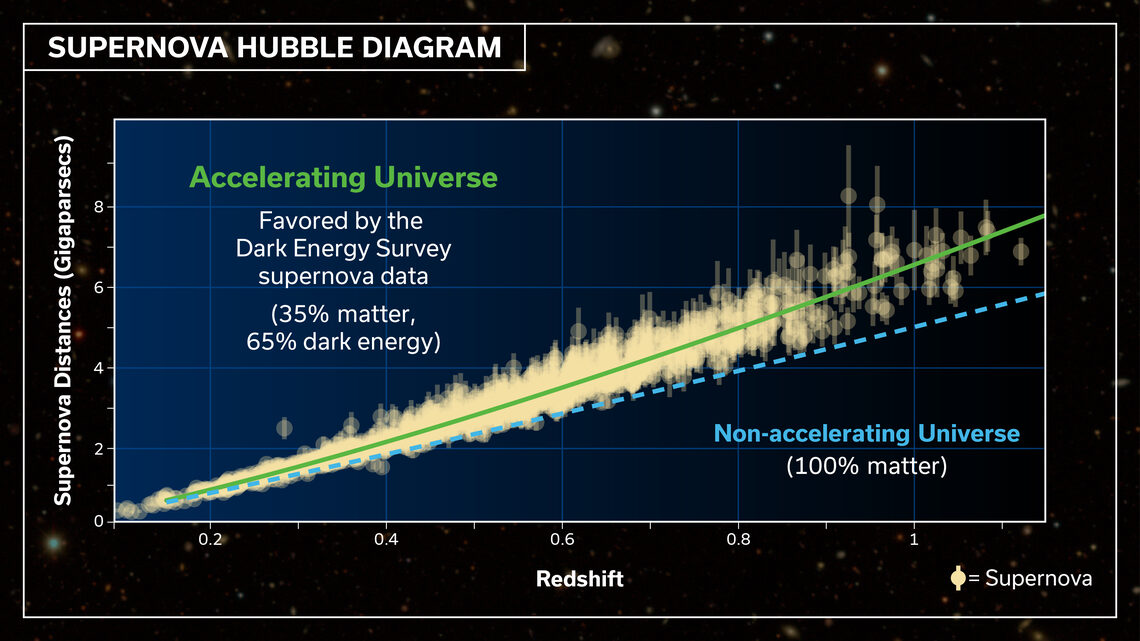 SUPERNOVA HUBBLE DIAGRAM
Supernova Distances (Gigaparsecs)
8
6
4
2
0
Accelerating Universe
Favored by the
Dark Energy Survey
supernova data
(35% matter,
65% dark energy)
Non-accelerating Universe
(100% matter)
0.2
0.4
0.6
0.8
1
Redshift
= Supernova